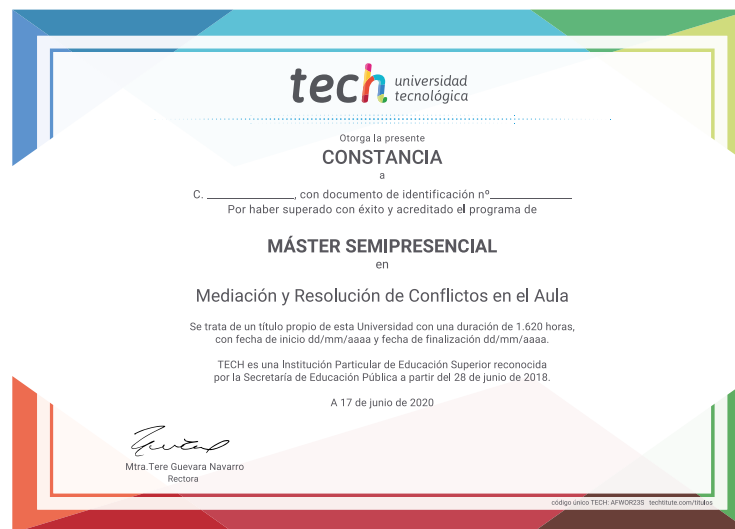 tech universidad
tecnológica
Otorga la presente
CONSTANCIA
a
C. ________________, con documento de identificación nº______________
Por haber superado con éxito y acreditado el programa de
MÁSTER SEMIPRESENCIAL
en
Mediación y Resolución de Conflictos en el Aula
Se trata de un título propio de esta Universidad con una duración de 1.620 horas,
con fecha de inicio dd/mm/aaaa y fecha de finalización dd/mm/aaaa.
TECH es una Institución Particular de Educación Superior reconocida
por la Secretaría de Educación Pública a partir del 28 de junio de 2018.
A 17 de junio de 2020
Mtra.Tere Guevara Navarro
Rectora
código único TECH: AFWOR23S techtitute.com/titulos